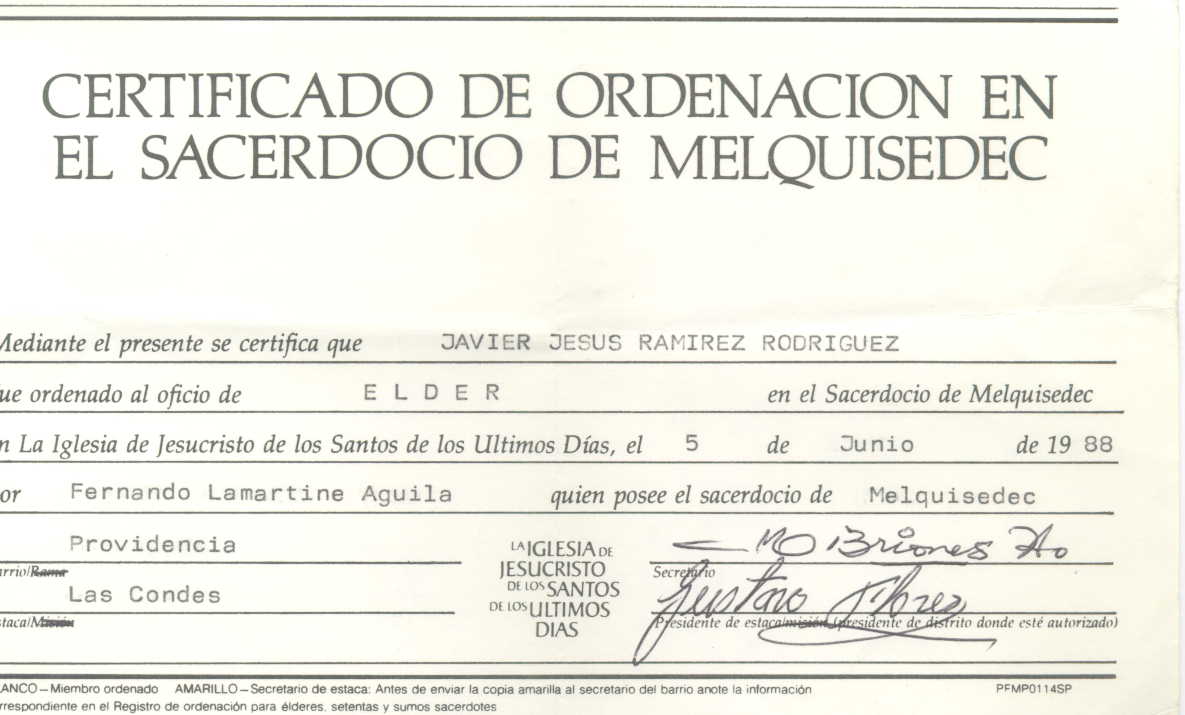 CERTIFICADO DE ORDENACION EN
EL SACERDOCIO DE MELQUISEDEC
Mediante el presente se certifica que JAVIER JESUS RAMIREZ RODRIGUEZ
ue ordenado al oficio de E L D E R en el Sacerdocio de Melquisedec
n La Iglesia de Jesucristo de los Santos de los Ultimos Días, el 5 de Junio de 19 88
or Fernando Lamartine Aguila quien posee el sacerdocio de Melquisedec
Providencia
arrio/Rama
Las Condes
staca/Misión
LA IGLESIA DE
JESUCRISTO
DE LOS SANTOS
DE LOS ULTIMOS
DIAS
Briones
Secretario
Gustavo Florez
Presidente de estaca/misión (presidente de distrito donde esté autorizado)
LANCO—Miembro ordenado AMARILLO—Secretario de estaca: Antes de enviar la copia amarilla al secretario del barrio anote la información
rrespondiente en el Registro de ordenación para élderes, setentas y sumos sacerdotes
PFMP0114SP